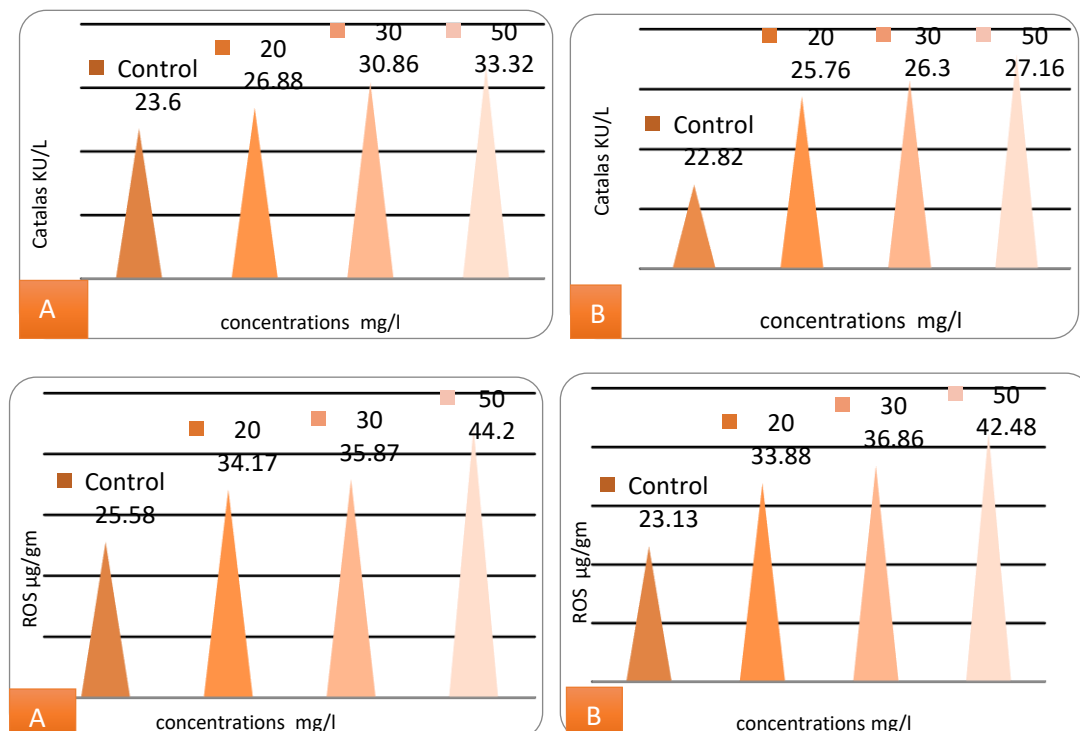 50
30
20
Control
33.32
30.86
26.88
23.6
Catalas KU/L
A
concentrations mg/l
50
30
20
27.16
26.3
25.76
Control
22.82
Catalas KU/L
B
concentrations mg/l
50
30
20
44.2
35.87
34.17
Control
25.58
ROS µg/gm
A
concentrations mg/l
50
30
20
42.48
36.86
33.88
Control
23.13
ROS µg/gm
B
concentrations mg/l